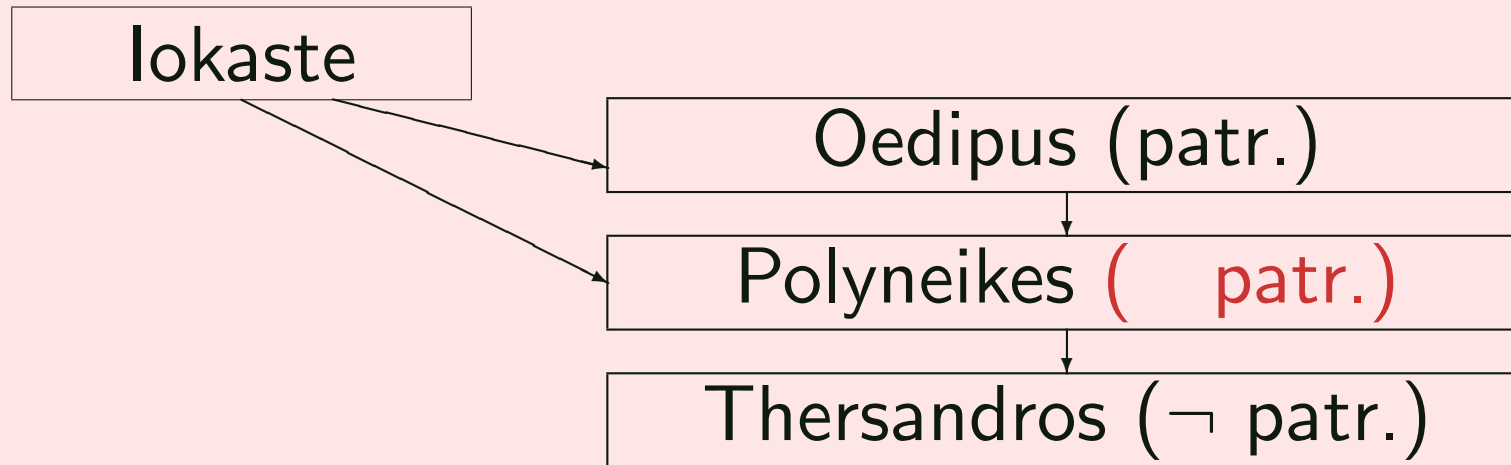 Iokaste
Oedipus (patr.)
Polyneikes ( patr.)
Thersandros (¬ patr.)